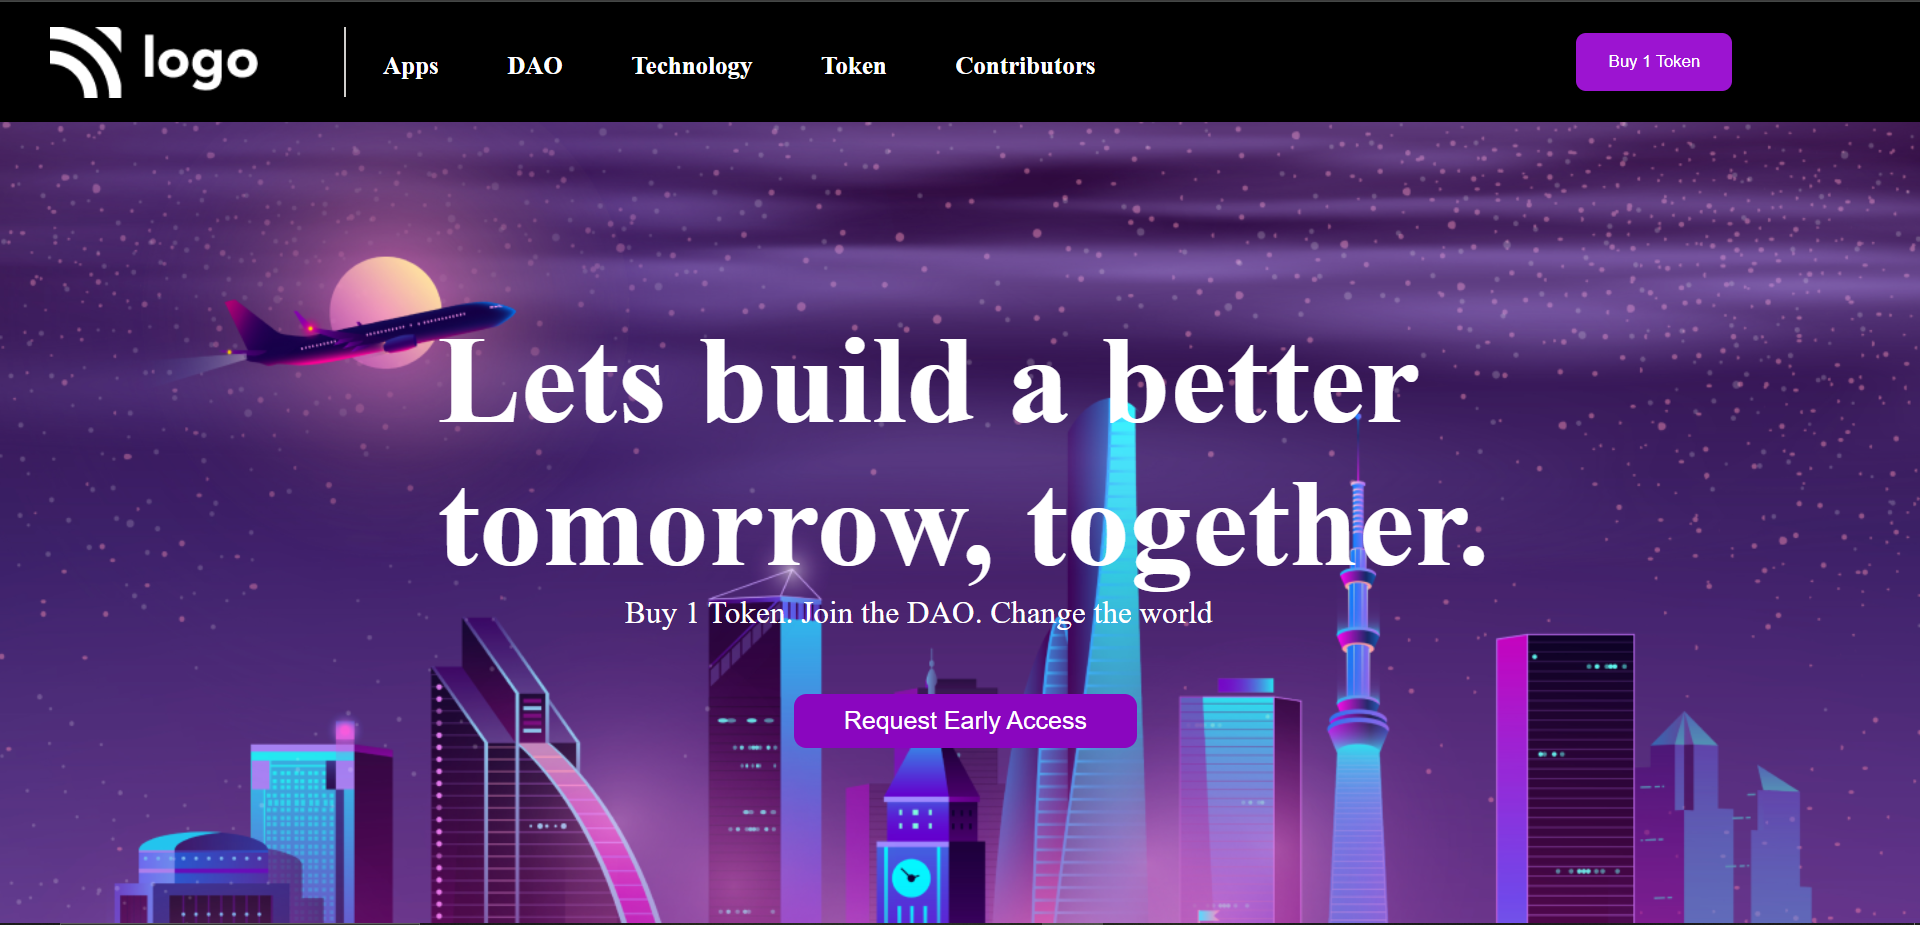 logo
Apps DAO Technology Token Contributors
Buy 1 Token
Lets build a better
tomorrow, together.
Buy 1 Token. Join the DAO. Change the world
Request Early Access